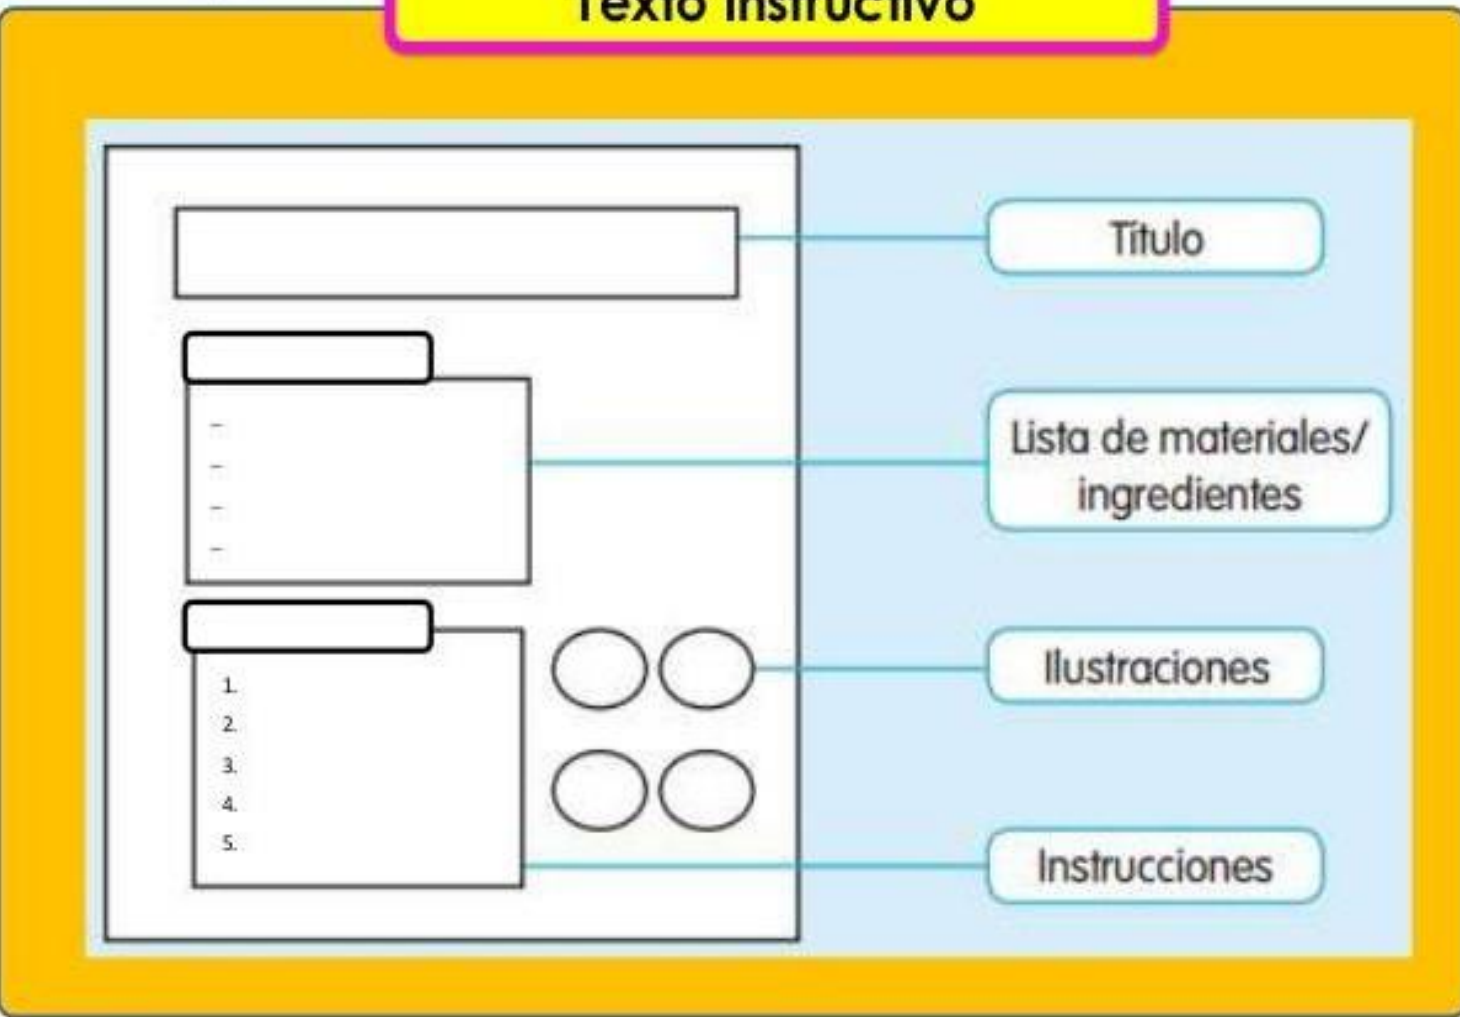 Texto Instructivo
Título
–
–
–
–
Lista de materiales/
ingredientes
1.
2.
3.
4.
5.
Ilustraciones
Instrucciones